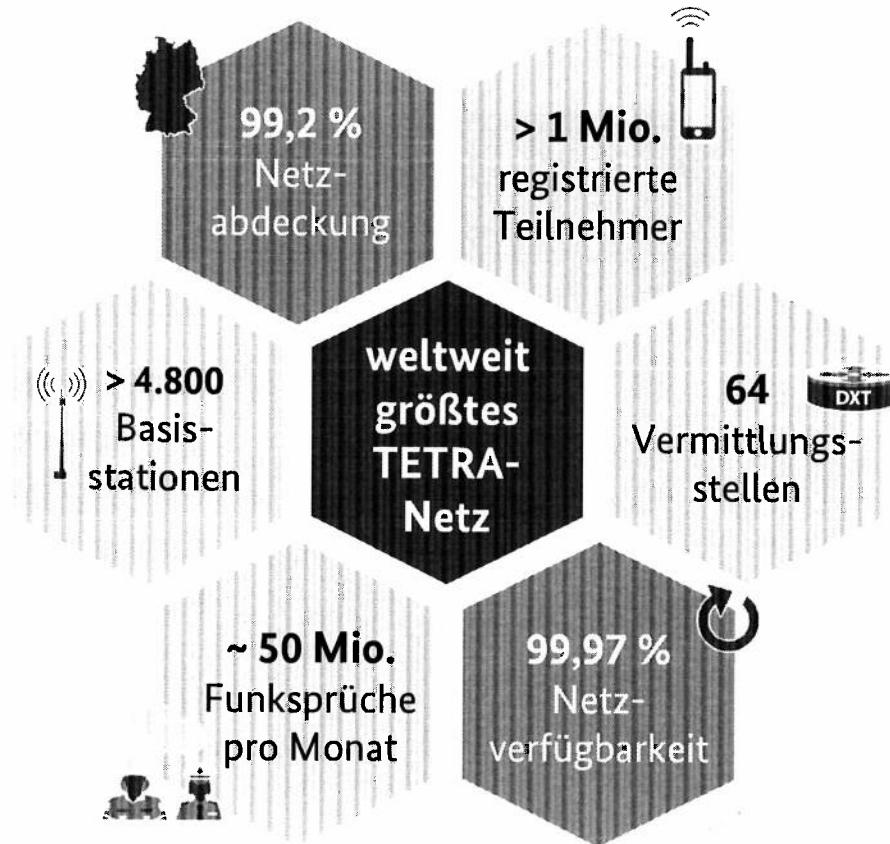 99,2 %
Netz-
abdeckung
> 1 Mio.
registrierte
Teilnehmer
> 4.800
Basis-
stationen
weltweit
größtes
TETRA-
Netz
64
Vermittlungs-
stellen
DXT
~ 50 Mio.
Funksprüche
pro Monat
99,97 %
Netz-
verfügbarkeit